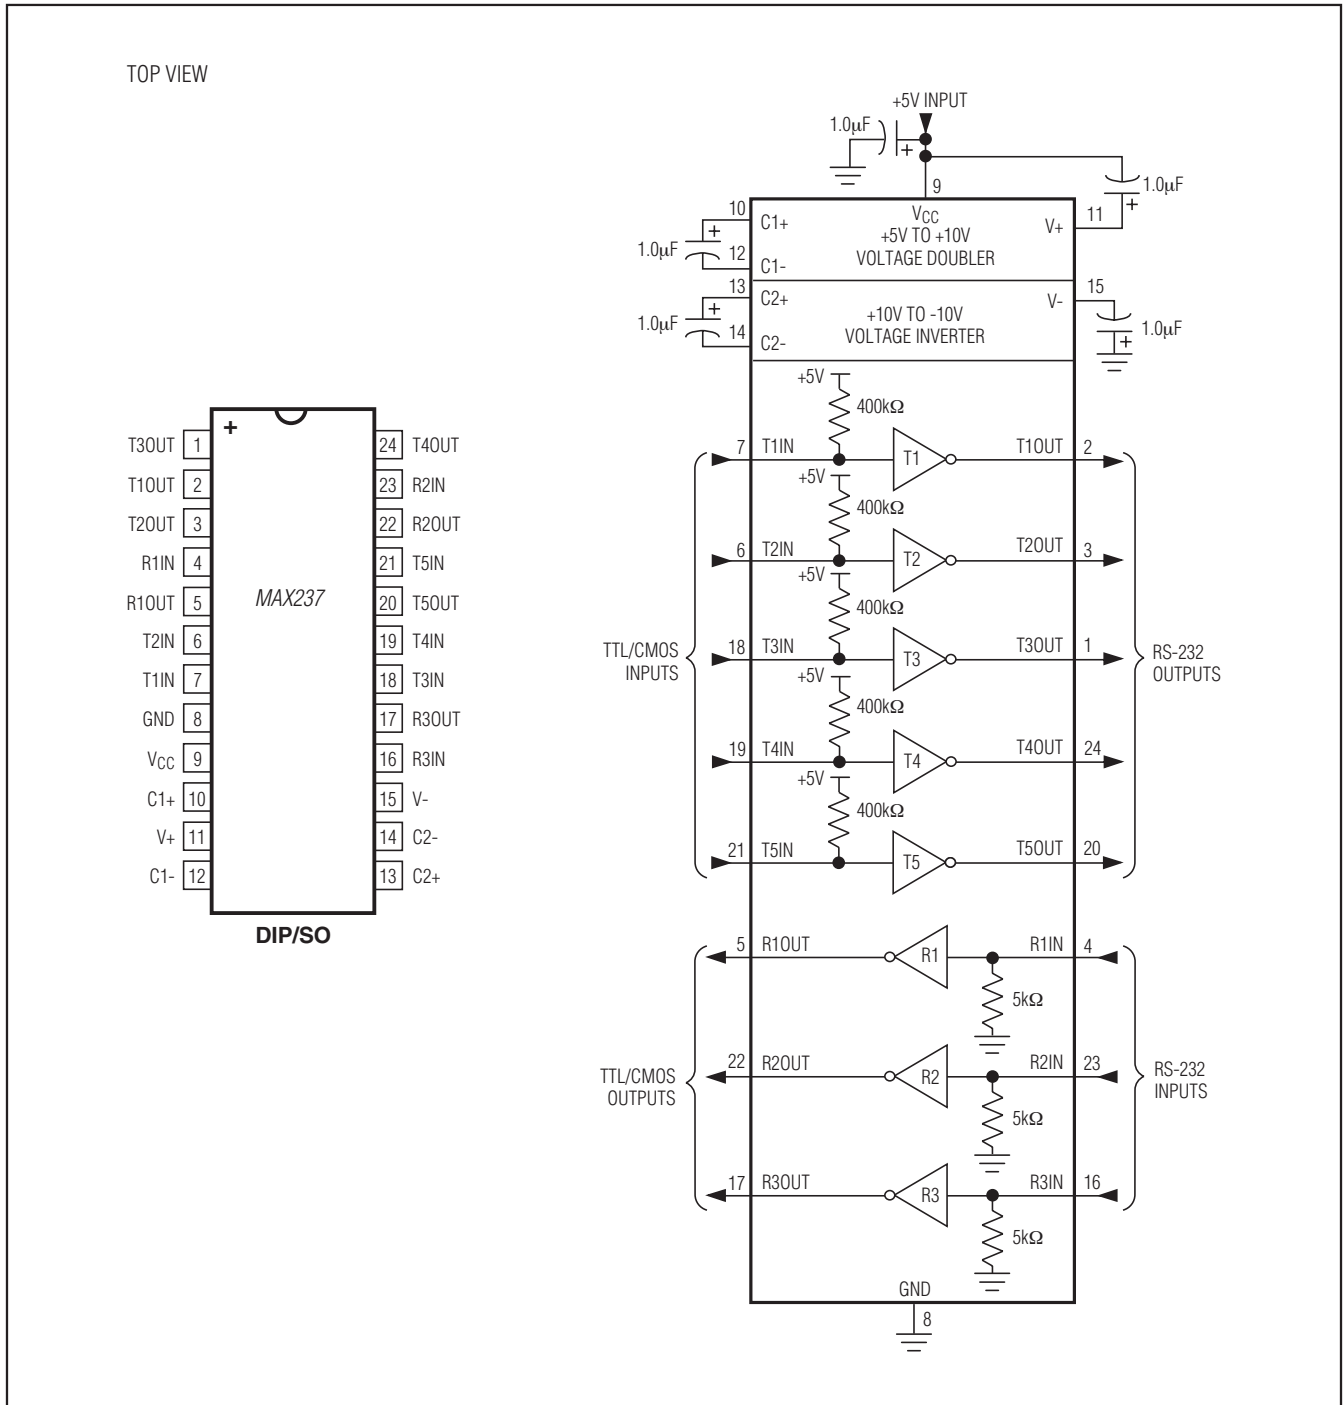 TOP VIEW
T3OUT 1
T1OUT 2
T2OUT 3
R1IN 4
R1OUT 5
T2IN 6
T1IN 7
GND 8
VCC 9
C1+ 10
V+ 11
C1- 12
+
MAX237
24 T4OUT
23 R2IN
22 R2OUT
21 T5IN
20 T5OUT
19 T4IN
18 T3IN
17 R3OUT
16 R3IN
15 V-
14 C2-
13 C2+
DIP/SO
+5V INPUT
1.0µF
+
9
1.0µF
+
10
C1+
VCC
+5V TO +10V
VOLTAGE DOUBLER
V+
11
1.0µF
+
12
C1-
13
C2+
+10V TO -10V
VOLTAGE INVERTER
V-
15
1.0µF
+
14
C2-
1.0µF
+
+5V
400kΩ
7 T1IN T1 T1OUT 2
+5V
400kΩ
6 T2IN T2 T2OUT 3
+5V
400kΩ
18 T3IN T3 T3OUT 1
TTL/CMOS
INPUTS
RS-232
OUTPUTS
+5V
400kΩ
19 T4IN T4 T4OUT 24
+5V
400kΩ
21 T5IN T5 T5OUT 20
5 R1OUT R1 R1IN 4
5kΩ
22 R2OUT R2 R2IN 23
TTL/CMOS
OUTPUTS
RS-232
INPUTS
5kΩ
17 R3OUT R3 R3IN 16
5kΩ
GND
8